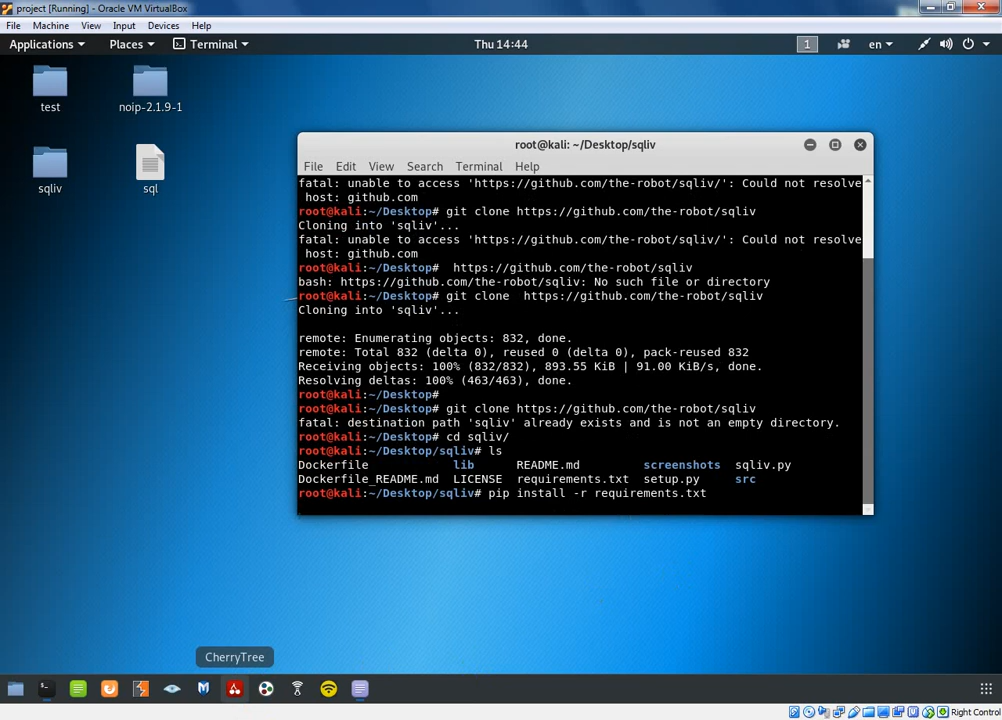 project [Running] - Oracle VM VirtualBox
File Machine View Input Devices Help
Applications Places Terminal Thu 14:44 1 en
test
noip-2.1.9-1
sqliv
sql
root@kali: ~/Desktop/sqliv
File Edit View Search Terminal Help
fatal: unable to access 'https://github.com/the-robot/sqliv/': Could not resolve
host: github.com
root@kali:~/Desktop# git clone https://github.com/the-robot/sqliv
Cloning into 'sqliv'...
fatal: unable to access 'https://github.com/the-robot/sqliv/': Could not resolve
host: github.com
root@kali:~/Desktop#  https://github.com/the-robot/sqliv
bash: https://github.com/the-robot/sqliv: No such file or directory
root@kali:~/Desktop# git clone  https://github.com/the-robot/sqliv
Cloning into 'sqliv'...
remote: Enumerating objects: 832, done.
remote: Total 832 (delta 0), reused 0 (delta 0), pack-reused 832
Receiving objects: 100% (832/832), 893.55 KiB | 91.00 KiB/s, done.
Resolving deltas: 100% (463/463), done.
root@kali:~/Desktop#
root@kali:~/Desktop# git clone https://github.com/the-robot/sqliv
fatal: destination path 'sqliv' already exists and is not an empty directory.
root@kali:~/Desktop# cd sqliv/
root@kali:~/Desktop/sqliv# ls
Dockerfile lib README.md screenshots sqliv.py
Dockerfile_README.md LICENSE requirements.txt setup.py src
root@kali:~/Desktop/sqliv# pip install -r requirements.txt
CherryTree
Right Control